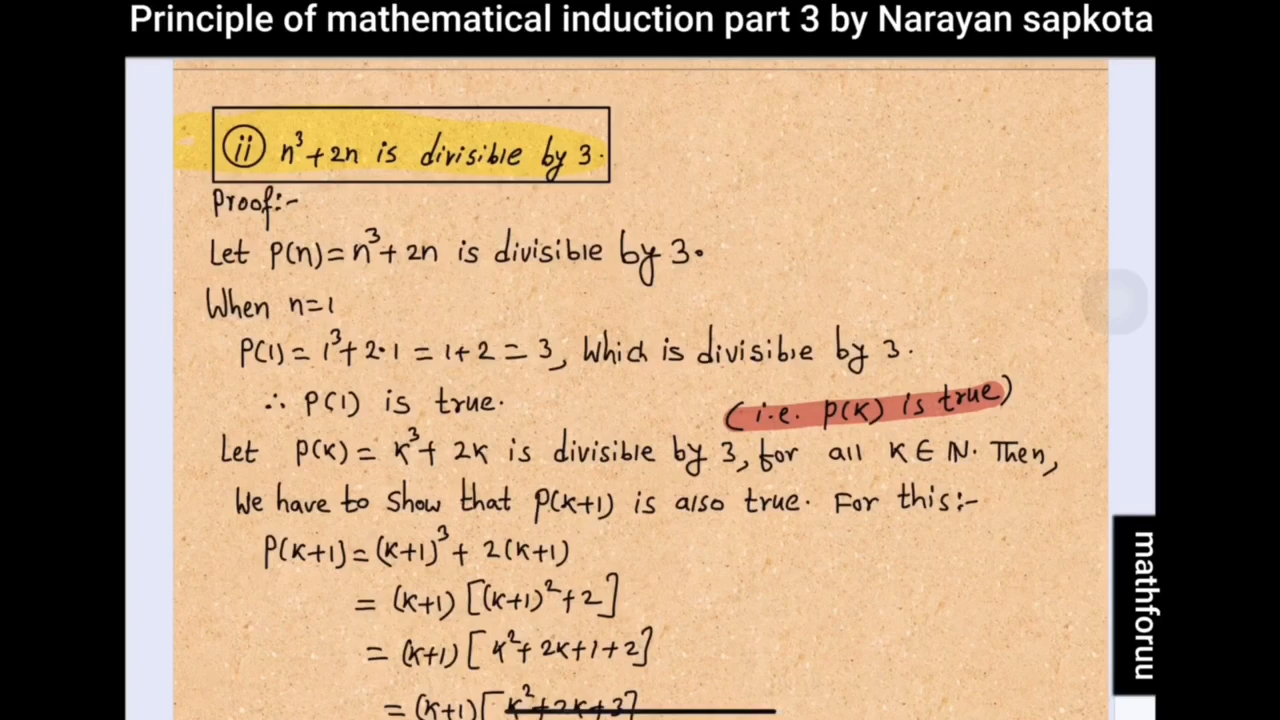 Principle of mathematical induction part 3 by Narayan sapkota
(ii) n³+2n is divisible by 3.
Proof:-
Let P(n)=n³+2n is divisible by 3.
When n=1
P(1)=1³+2·1=1+2=3, Which is divisible by 3.
∴ P(1) is true.
(i.e. P(K) is true)
Let P(K)=K³+2K is divisible by 3, for all K∈N. Then,
We have to show that P(K+1) is also true. For this:-
P(K+1)=(K+1)³+2(K+1)
=(K+1)[(K+1)²+2]
=(K+1)[K²+2K+1+2]
=(K+1)[K²+2K+3]
mathforuu